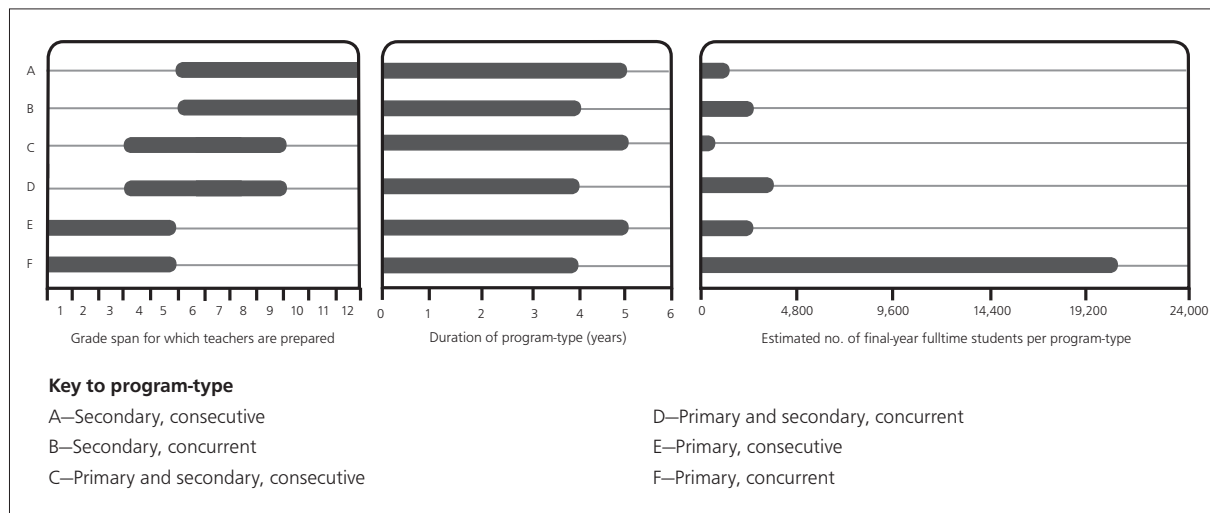 A
B
C
D
E
F
1 2 3 4 5 6 7 8 9 10 11 12
0 1 2 3 4 5 6
0 4,800 9,600 14,400 19,200 24,000
Grade span for which teachers are prepared
Duration of program-type (years)
Estimated no. of final-year fulltime students per program-type
Key to program-type
A—Secondary, consecutive
B—Secondary, concurrent
C—Primary and secondary, consecutive
D—Primary and secondary, concurrent
E—Primary, consecutive
F—Primary, concurrent